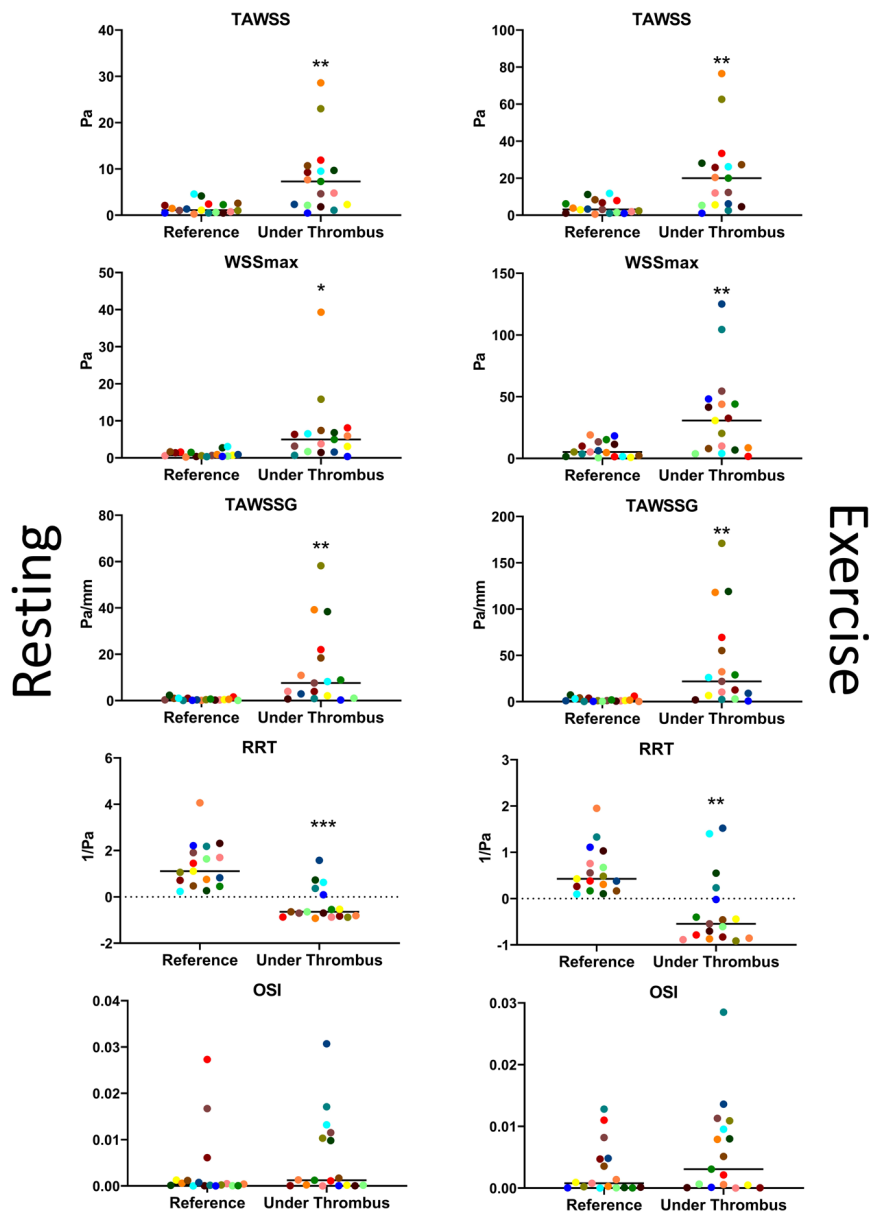 TAWSS
TAWSS
40
30
20
10
0
Pa
**
Reference
Under Thrombus
100
80
60
40
20
0
Pa
**
Reference
Under Thrombus
WSSmax
WSSmax
50
40
30
20
10
0
Pa
*
Reference
Under Thrombus
150
100
50
0
Pa
**
Reference
Under Thrombus
Resting
Exercise
TAWSSG
TAWSSG
80
60
40
20
0
Pa/mm
**
Reference
Under Thrombus
200
150
100
50
0
Pa/mm
**
Reference
Under Thrombus
RRT
RRT
6
4
2
0
-2
1/Pa
***
Reference
Under Thrombus
3
2
1
0
-1
1/Pa
**
Reference
Under Thrombus
OSI
OSI
0.04
0.03
0.02
0.01
0.00
Reference
Under Thrombus
0.03
0.02
0.01
0.00
Reference
Under Thrombus